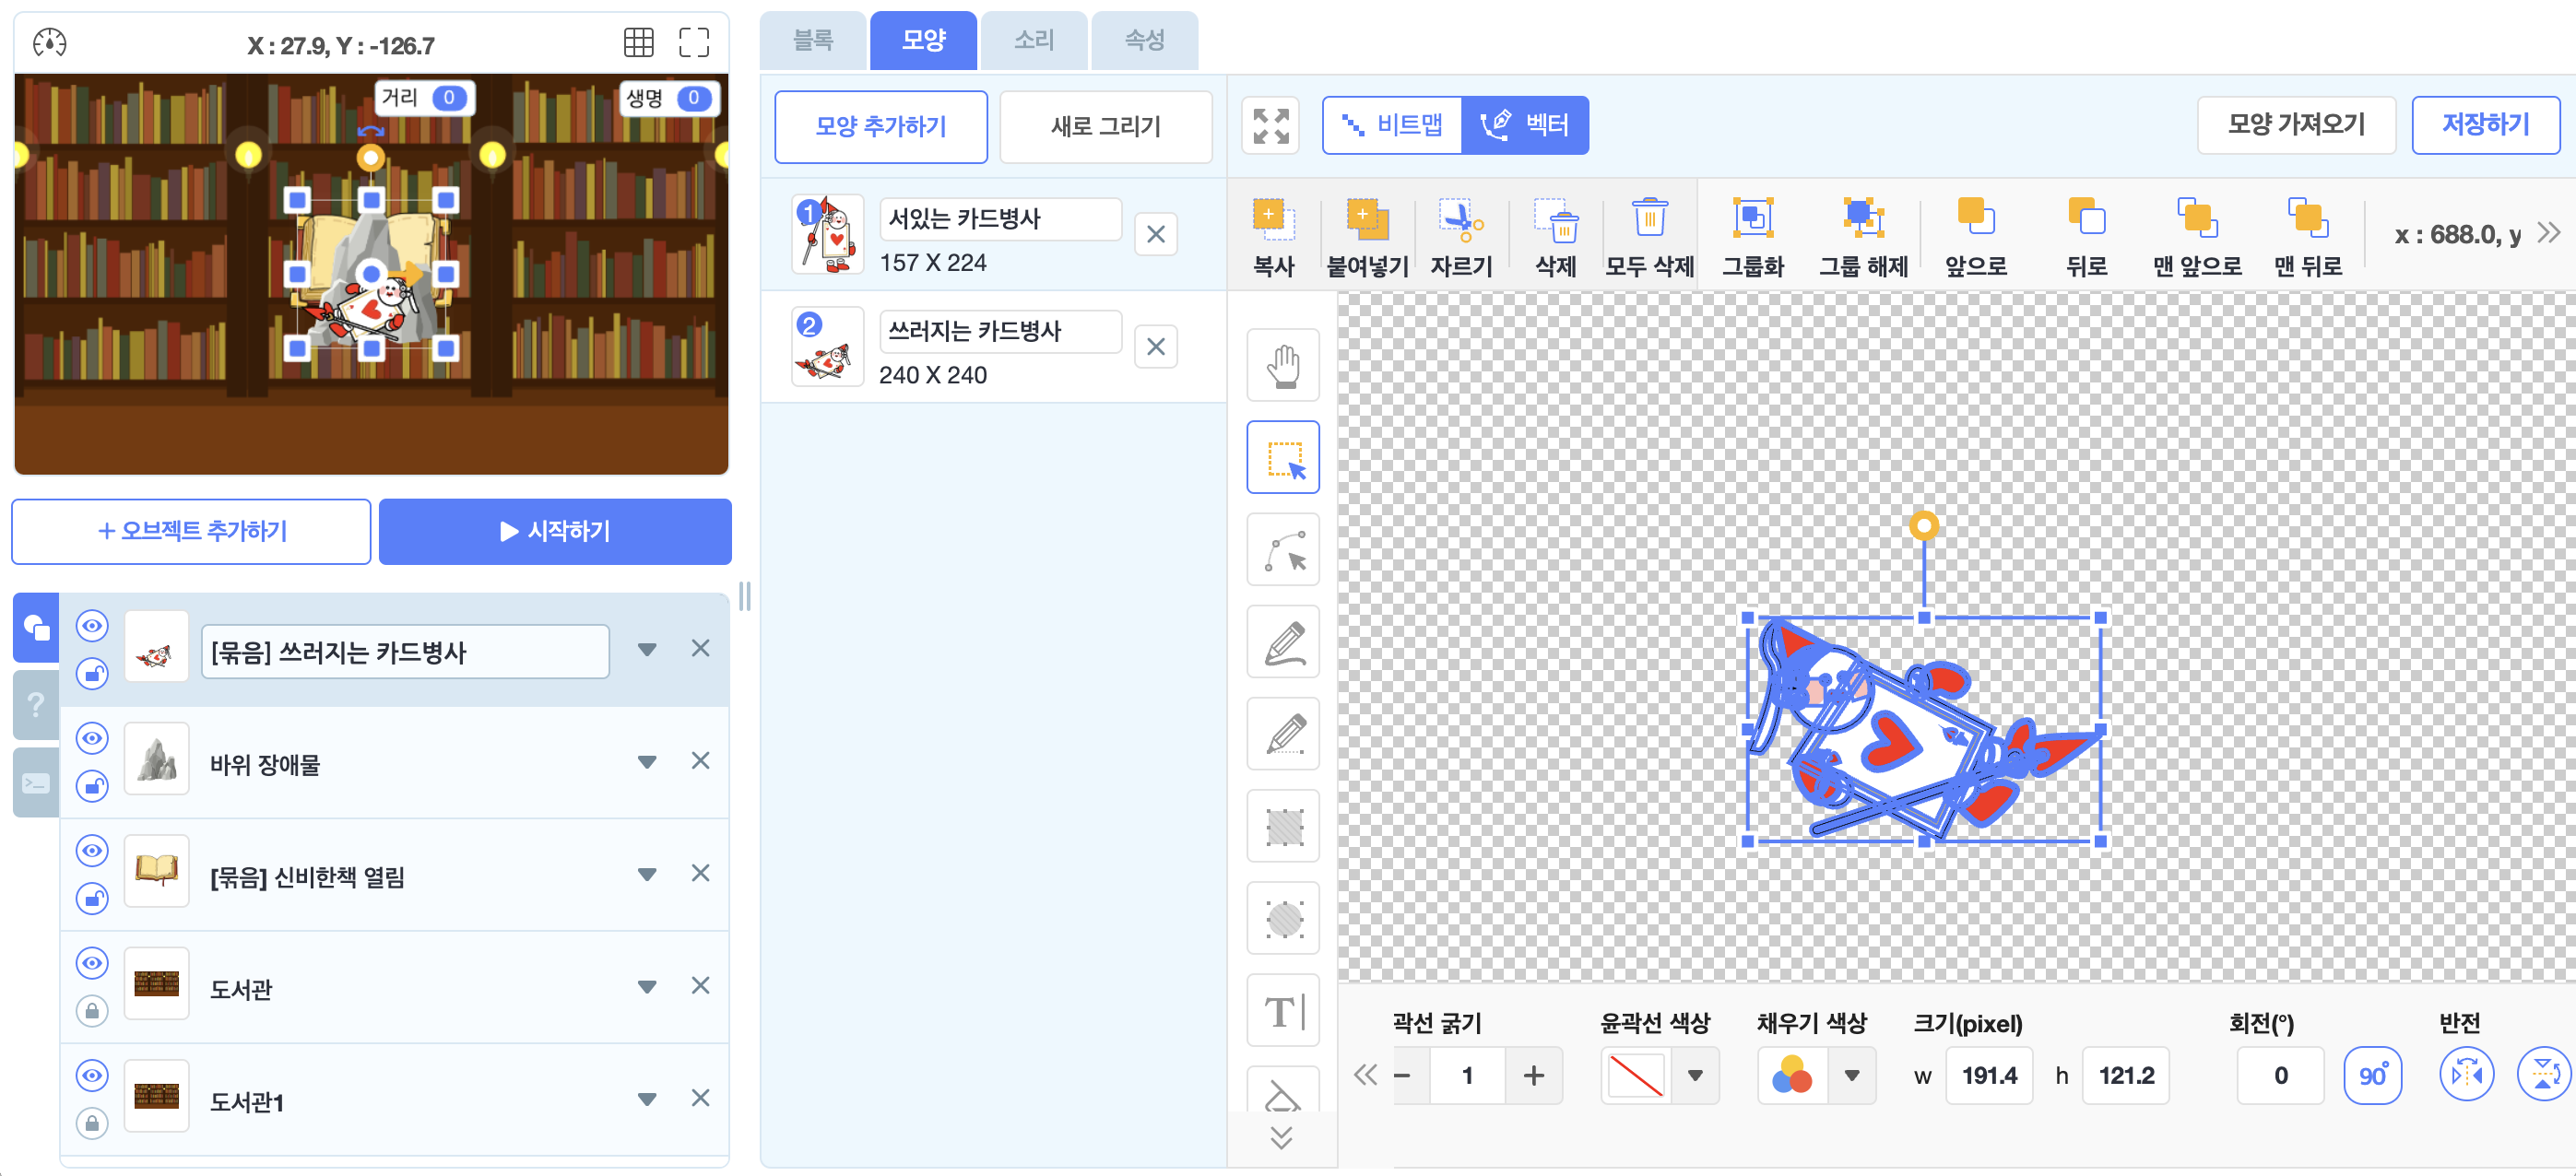 X : 27.9, Y : -126.7
거리 0
생명 0
+ 오브젝트 추가하기
시작하기
[묶음] 쓰러지는 카드병사
바위 장애물
[묶음] 신비한책 열림
도서관
도서관1
?
>_
블록
모양
소리
속성
모양 추가하기
새로 그리기
1
서있는 카드병사
157 X 224
2
쓰러지는 카드병사
240 X 240
비트맵
벡터
모양 가져오기
저장하기
복사
붙여넣기
자르기
삭제
모두 삭제
그룹화
그룹 해제
앞으로
뒤로
맨 앞으로
맨 뒤로
x : 688.0, y
T
곽선 굵기
윤곽선 색상
채우기 색상
크기(pixel)
회전(°)
반전
1
w 191.4
h 121.2
0
90°